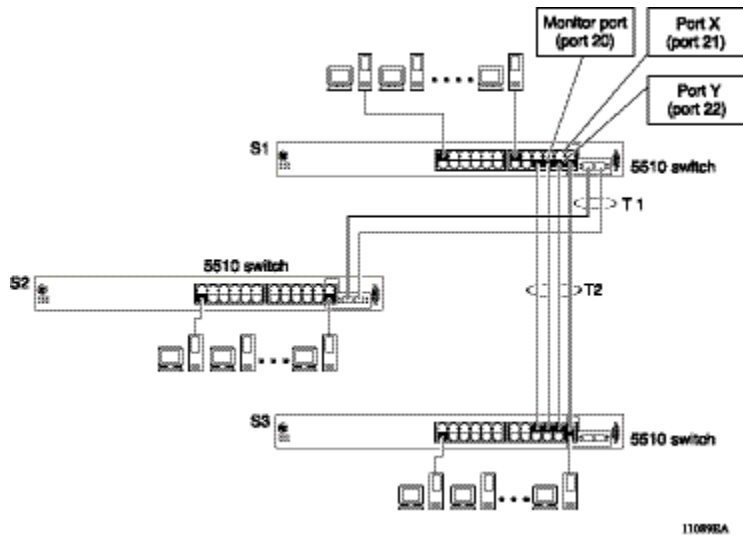 Monitor port
(port 20)
Port X
(port 21)
Port Y
(port 22)
S1
5510 switch
T1
5510 switch
S2
T2
S3
5510 switch
11089EA